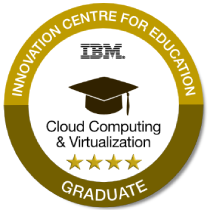 INNOVATION CENTRE FOR EDUCATION
IBM
Cloud Computing
& Virtualization
GRADUATE